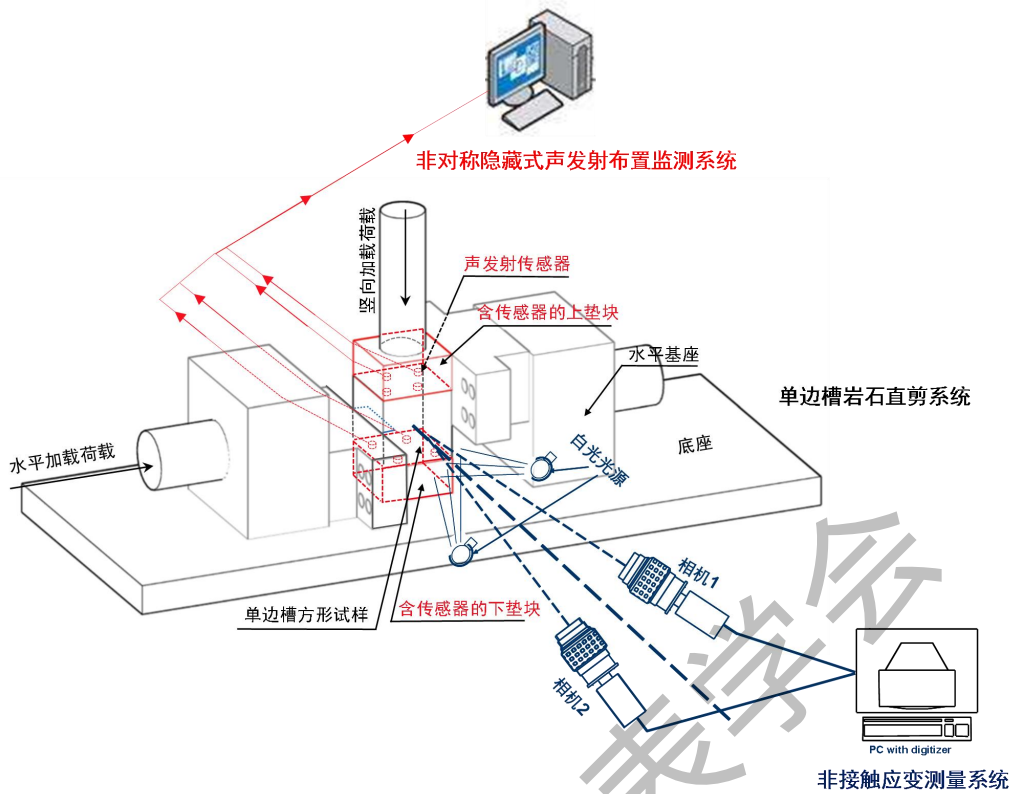 非对称隐藏式声发射布置监测系统
竖向加载荷载
声发射传感器
含传感器的上垫块
水平基座
单边槽岩石直剪系统
水平加载荷载
白光光源
底座
相机1
单边槽方形试样
含传感器的下垫块
相机2
PC with digitizer
非接触应变测量系统
表学会